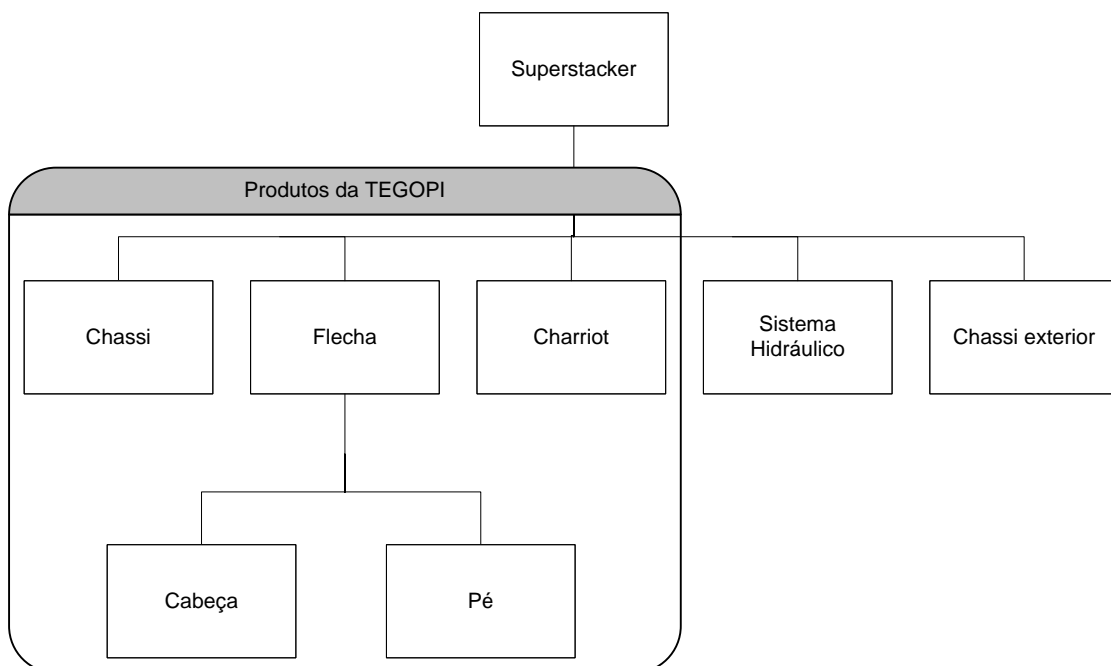 Superstacker
Produtos da TEGOPI
Chassi
Flecha
Charriot
Sistema
Hidráulico
Chassi exterior
Cabeça
Pé